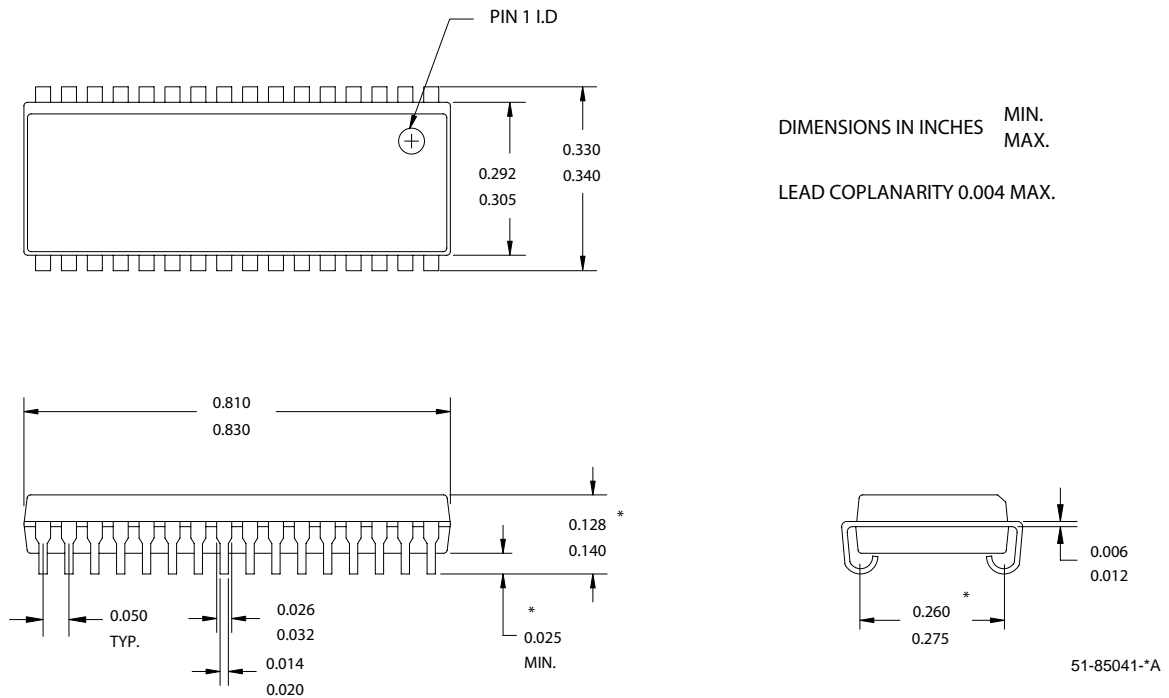 PIN 1 I.D
DIMENSIONS IN INCHES MIN.
MAX.
LEAD COPLANARITY 0.004 MAX.
0.330
0.340
0.292
0.305
0.810
0.830
0.128 *
0.140
0.050
TYP.
0.026
0.032
0.014
0.020
*
0.025
MIN.
0.006
0.012
0.260 *
0.275
51-85041-*A